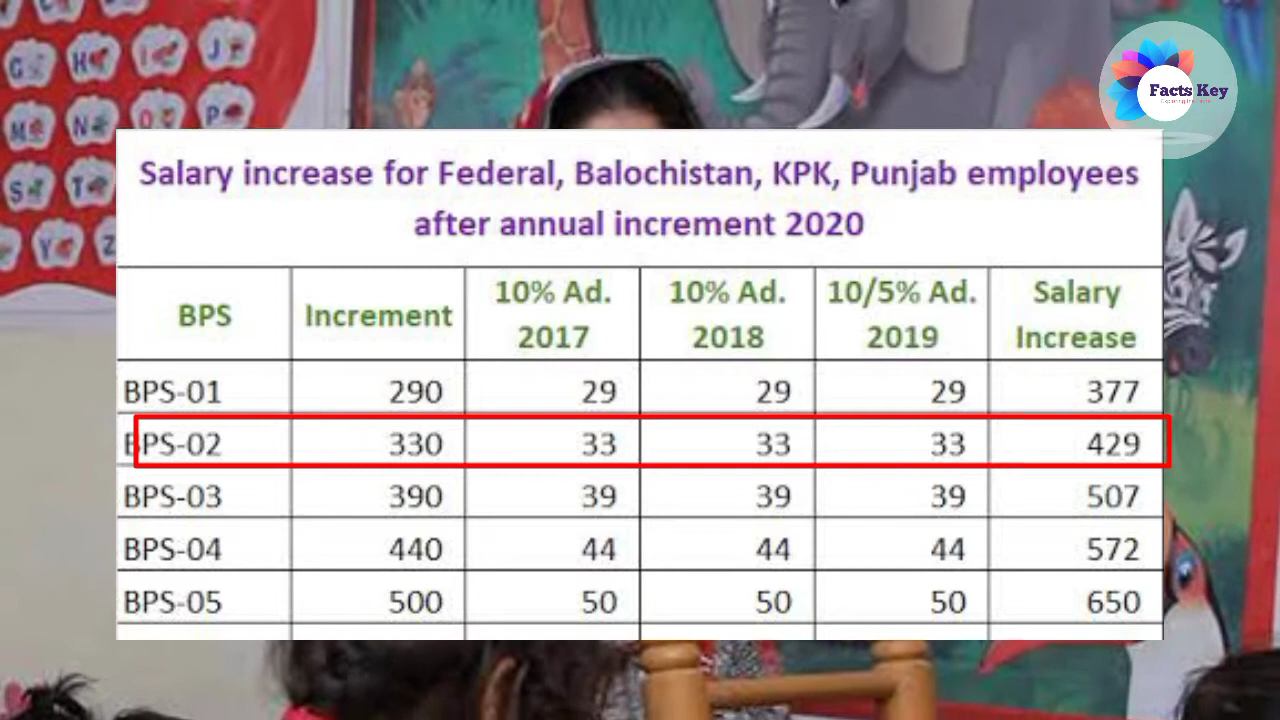 G H I J
M N O P
S T
Y Z
Facts Key
Salary increase for Federal, Balochistan, KPK, Punjab employees
after annual increment 2020
BPS Increment 10% Ad. 2017 10% Ad. 2018 10/5% Ad. 2019 Salary Increase
BPS-01 290 29 29 29 377
BPS-02 330 33 33 33 429
BPS-03 390 39 39 39 507
BPS-04 440 44 44 44 572
BPS-05 500 50 50 50 650